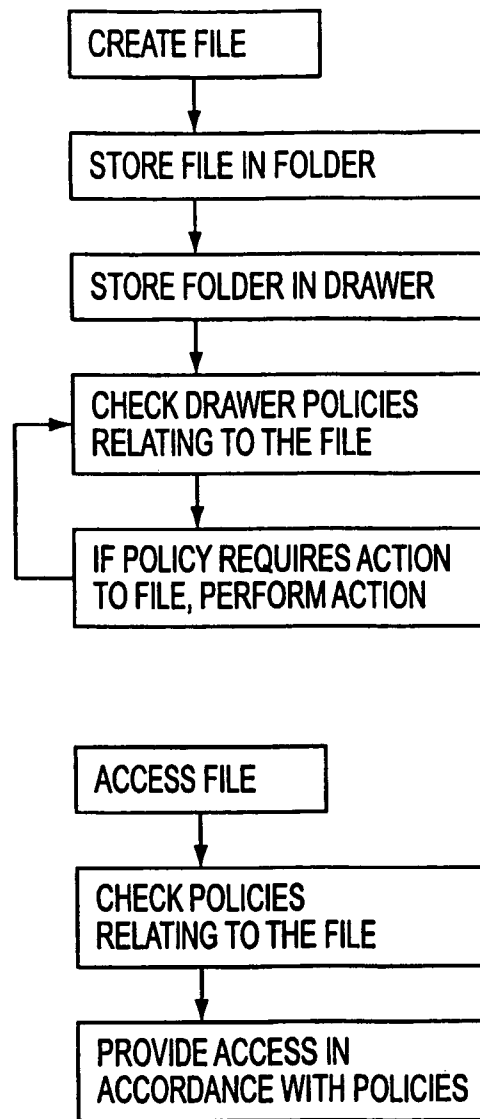 CREATE FILE
STORE FILE IN FOLDER
STORE FOLDER IN DRAWER
CHECK DRAWER POLICIES
RELATING TO THE FILE
IF POLICY REQUIRES ACTION
TO FILE, PERFORM ACTION
ACCESS FILE
CHECK POLICIES
RELATING TO THE FILE
PROVIDE ACCESS IN
ACCORDANCE WITH POLICIES